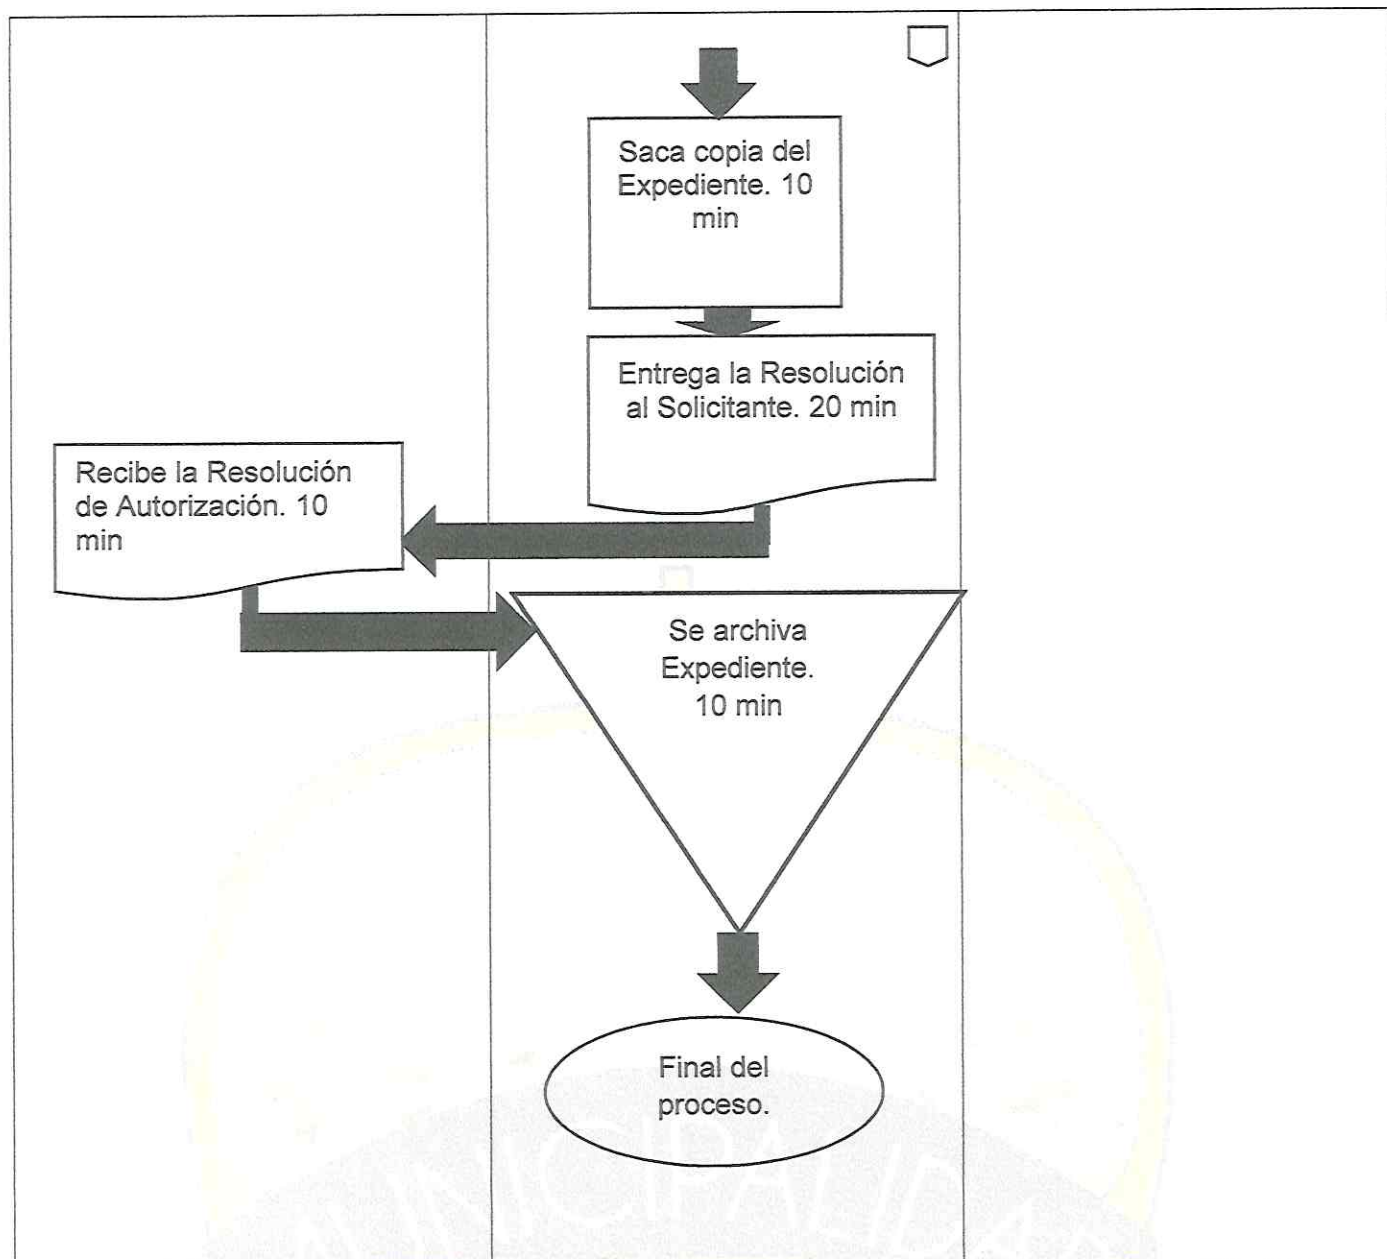 Saca copia del
Expediente. 10
min
Entrega la Resolución
al Solicitante. 20 min
Recibe la Resolución
de Autorización. 10
min
Se archiva
Expediente.
10 min
Final del
proceso.
MUNICIPALIDA